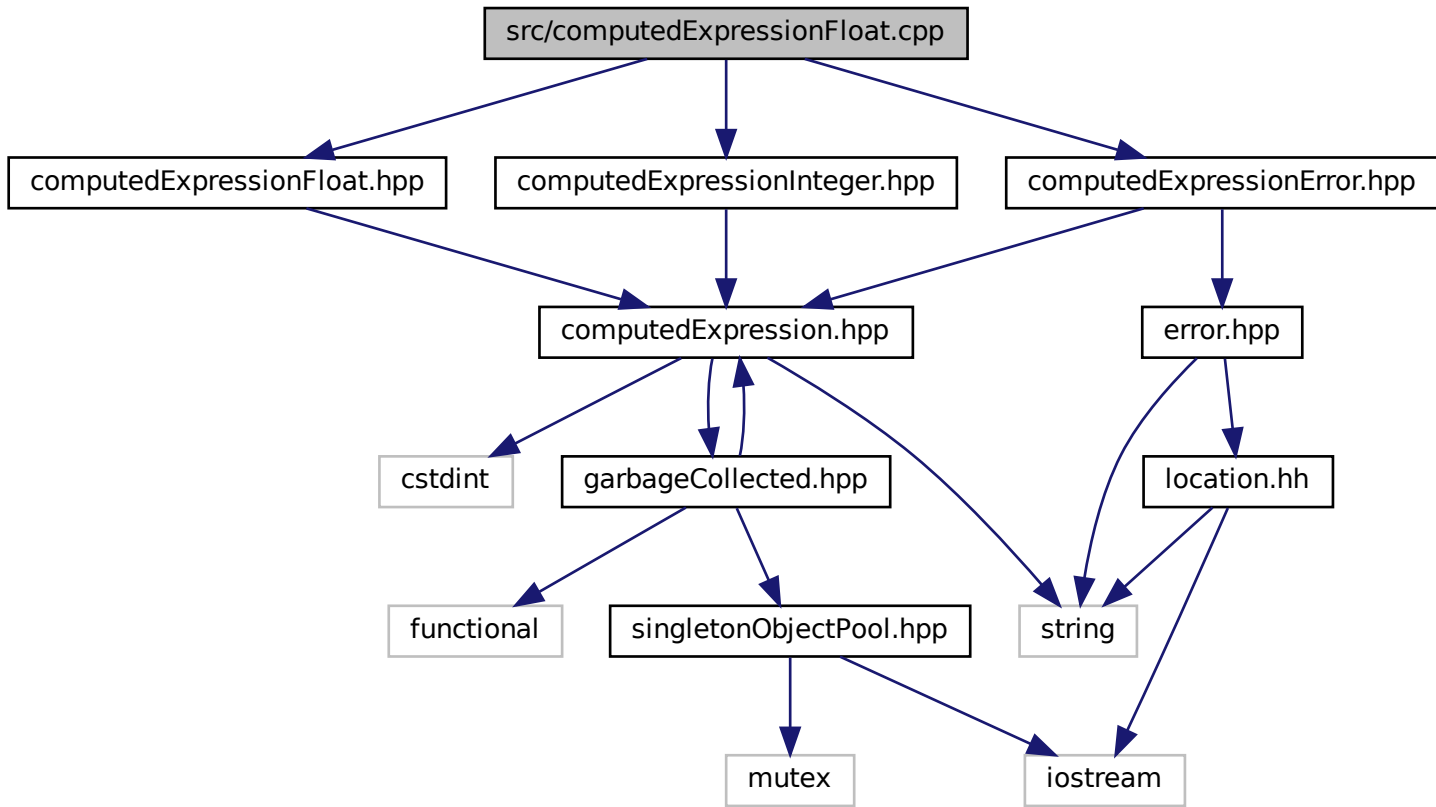 src/computedExpressionFloat.cpp
computedExpressionFloat.hpp
computedExpressionInteger.hpp
computedExpressionError.hpp
computedExpression.hpp
error.hpp
cstdint
garbageCollected.hpp
location.hh
functional
singletonObjectPool.hpp
string
mutex
iostream